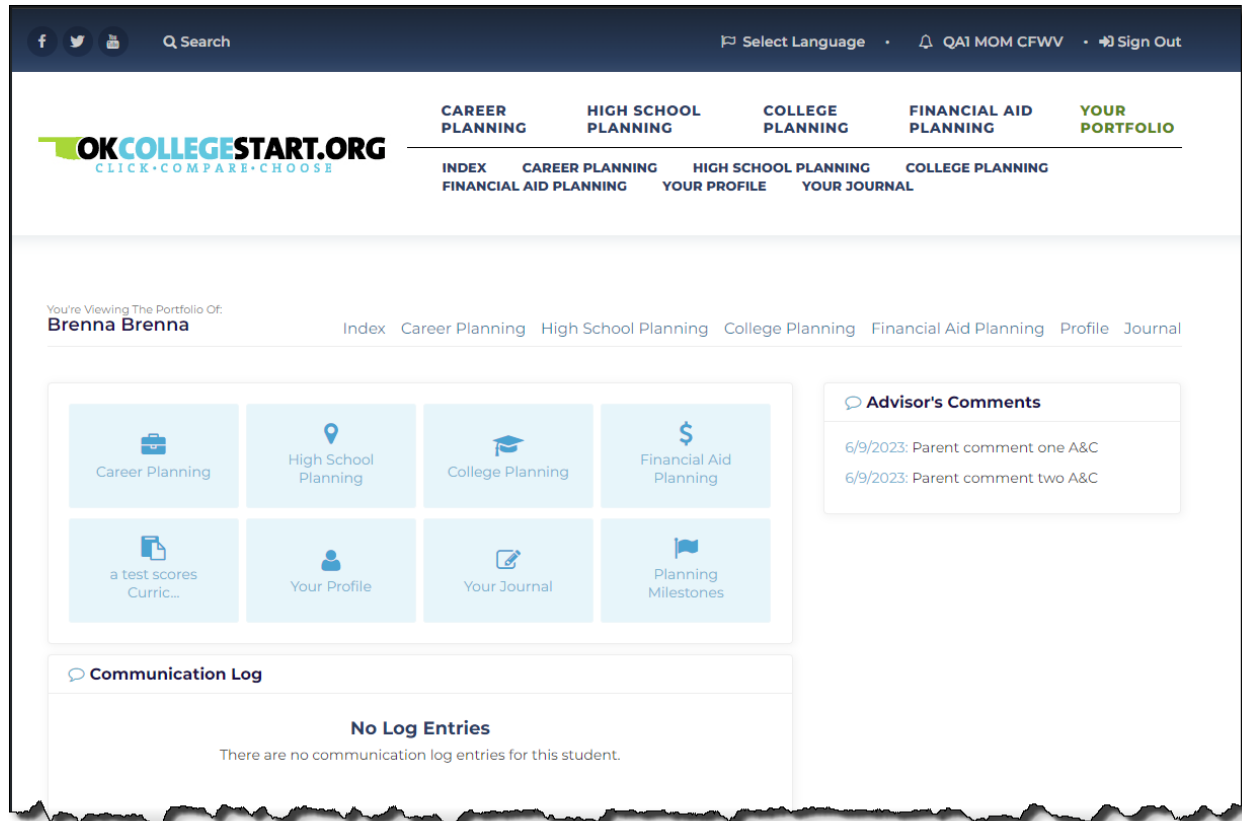 Search
Select Language · QA1 MOM CFWV · Sign Out
CAREER PLANNING
HIGH SCHOOL PLANNING
COLLEGE PLANNING
FINANCIAL AID PLANNING
YOUR PORTFOLIO
OKCOLLEGESTART.ORG
CLICK•COMPARE•CHOOSE
INDEX CAREER PLANNING HIGH SCHOOL PLANNING COLLEGE PLANNING
FINANCIAL AID PLANNING YOUR PROFILE YOUR JOURNAL
You're Viewing The Portfolio Of:
Brenna Brenna
Index Career Planning High School Planning College Planning Financial Aid Planning Profile Journal
Career Planning
High School
Planning
College Planning
Financial Aid
Planning
a test scores
Curric...
Your Profile
Your Journal
Planning
Milestones
Advisor's Comments
6/9/2023: Parent comment one A&C
6/9/2023: Parent comment two A&C
Communication Log
No Log Entries
There are no communication log entries for this student.